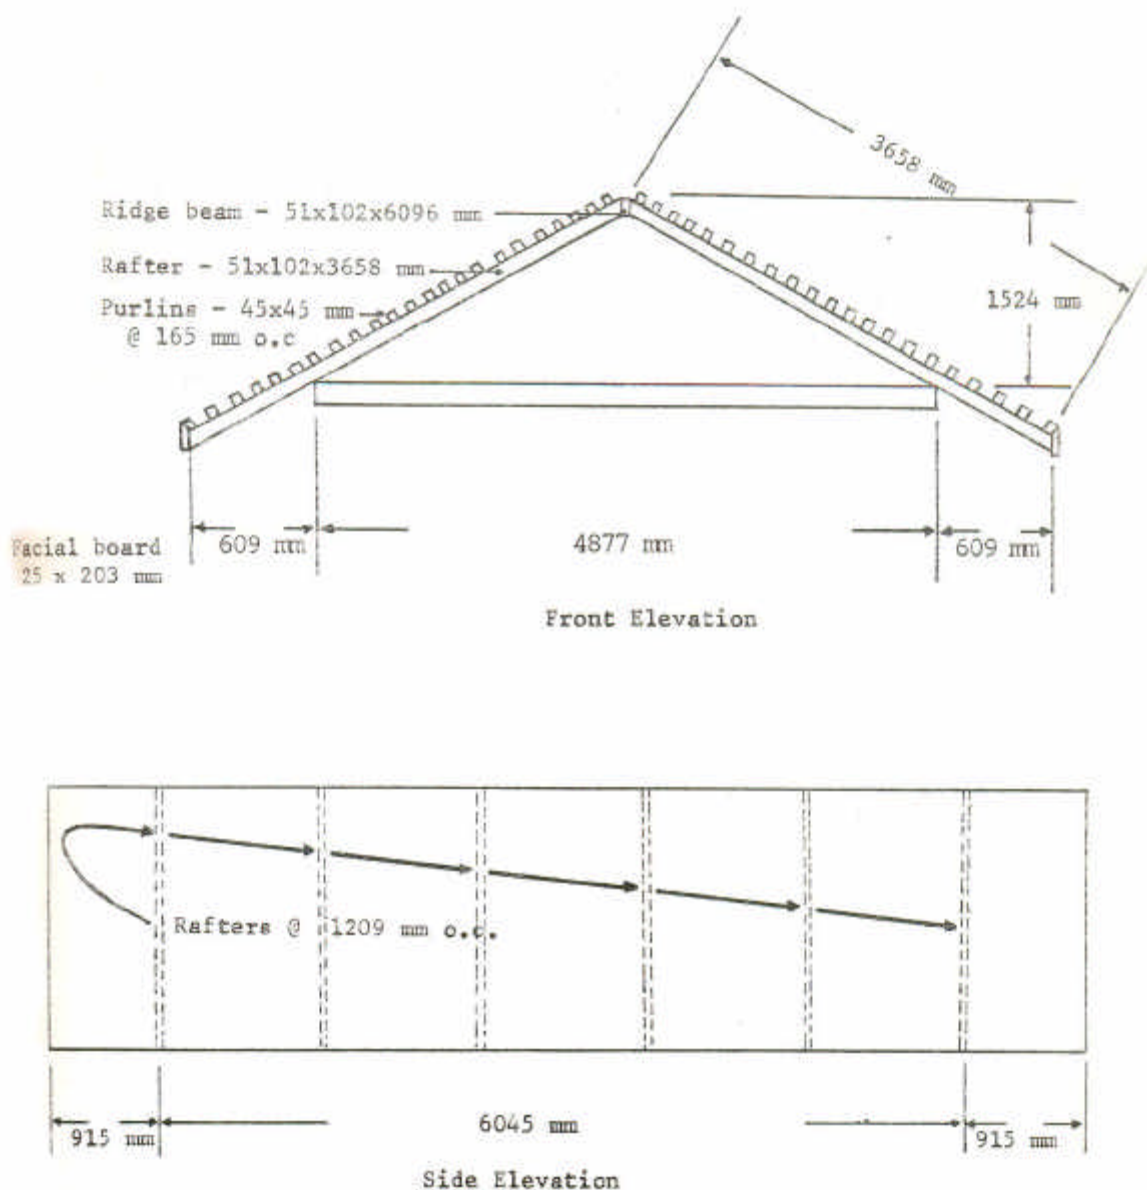 3658 mm
Ridge beam - 51x102x6096 mm
Rafter - 51x102x3658 mm
Purlins - 45x45 mm
@ 165 mm o.c
1524 mm
Facial board
25 x 203 mm
609 mm
4877 mm
609 mm
Front Elevation
Rafters @ 1209 mm o.c.
915 mm
6045 mm
915 mm
Side Elevation